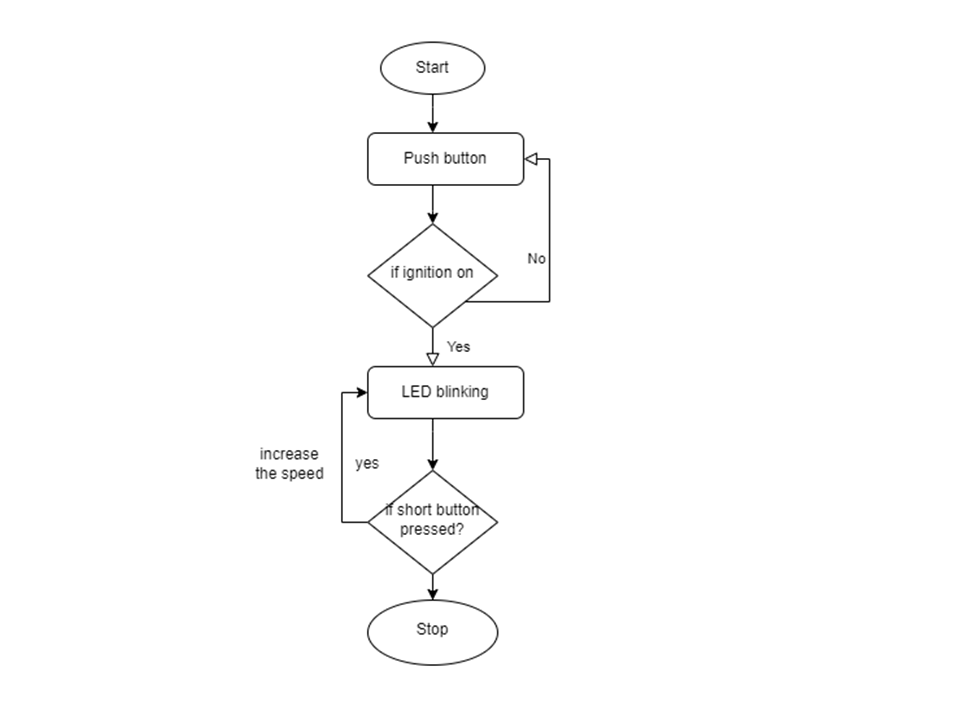 Start
Push button
if ignition on
No
Yes
LED blinking
increase
the speed
yes
if short button
pressed?
Stop